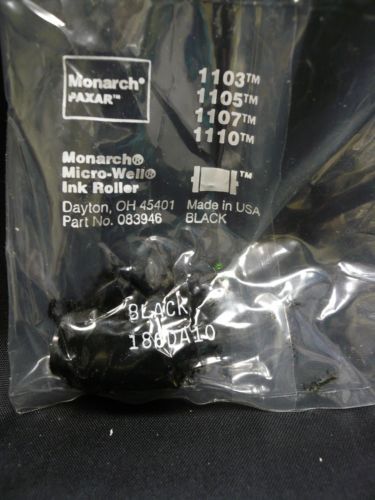 Monarch®
PAXAR™
1103™
1105™
1107™
1110™
Monarch®
Micro-Well®
Ink Roller
™
Dayton, OH 45401 Made in USA
Part No. 083946 BLACK
BLACK
186DA10